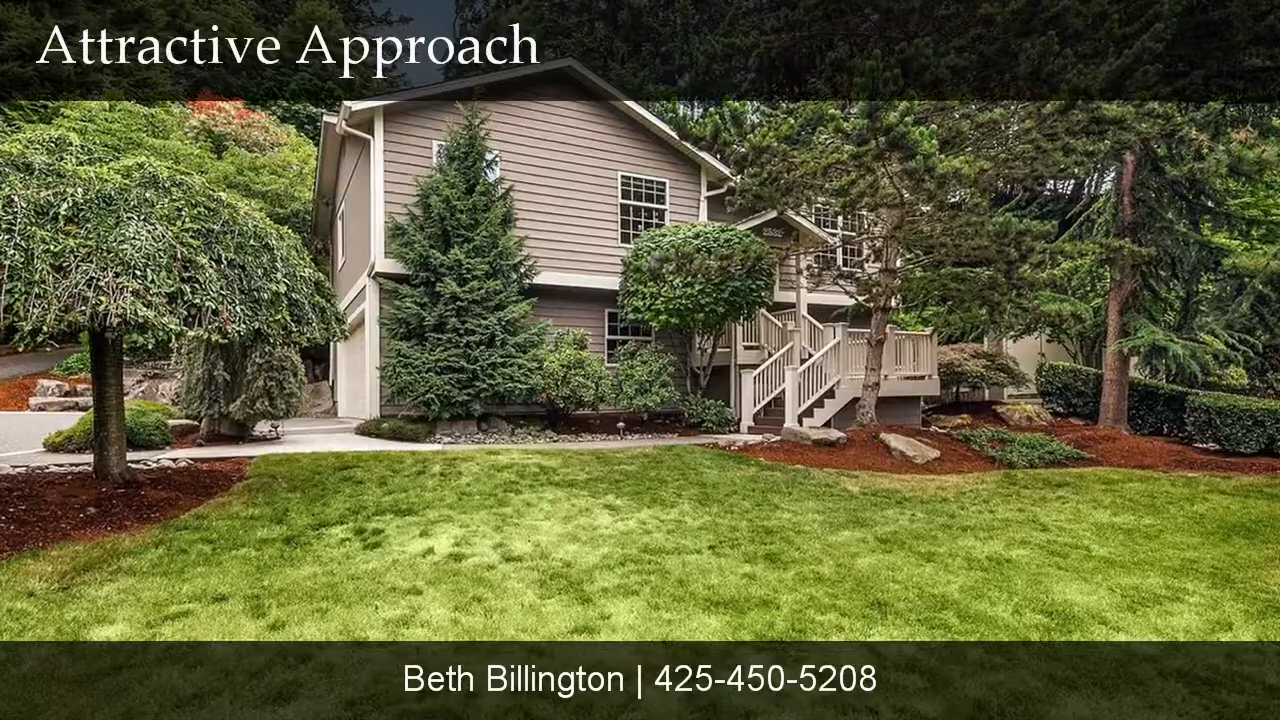 Attractive Approach
Beth Billington | 425-450-5208